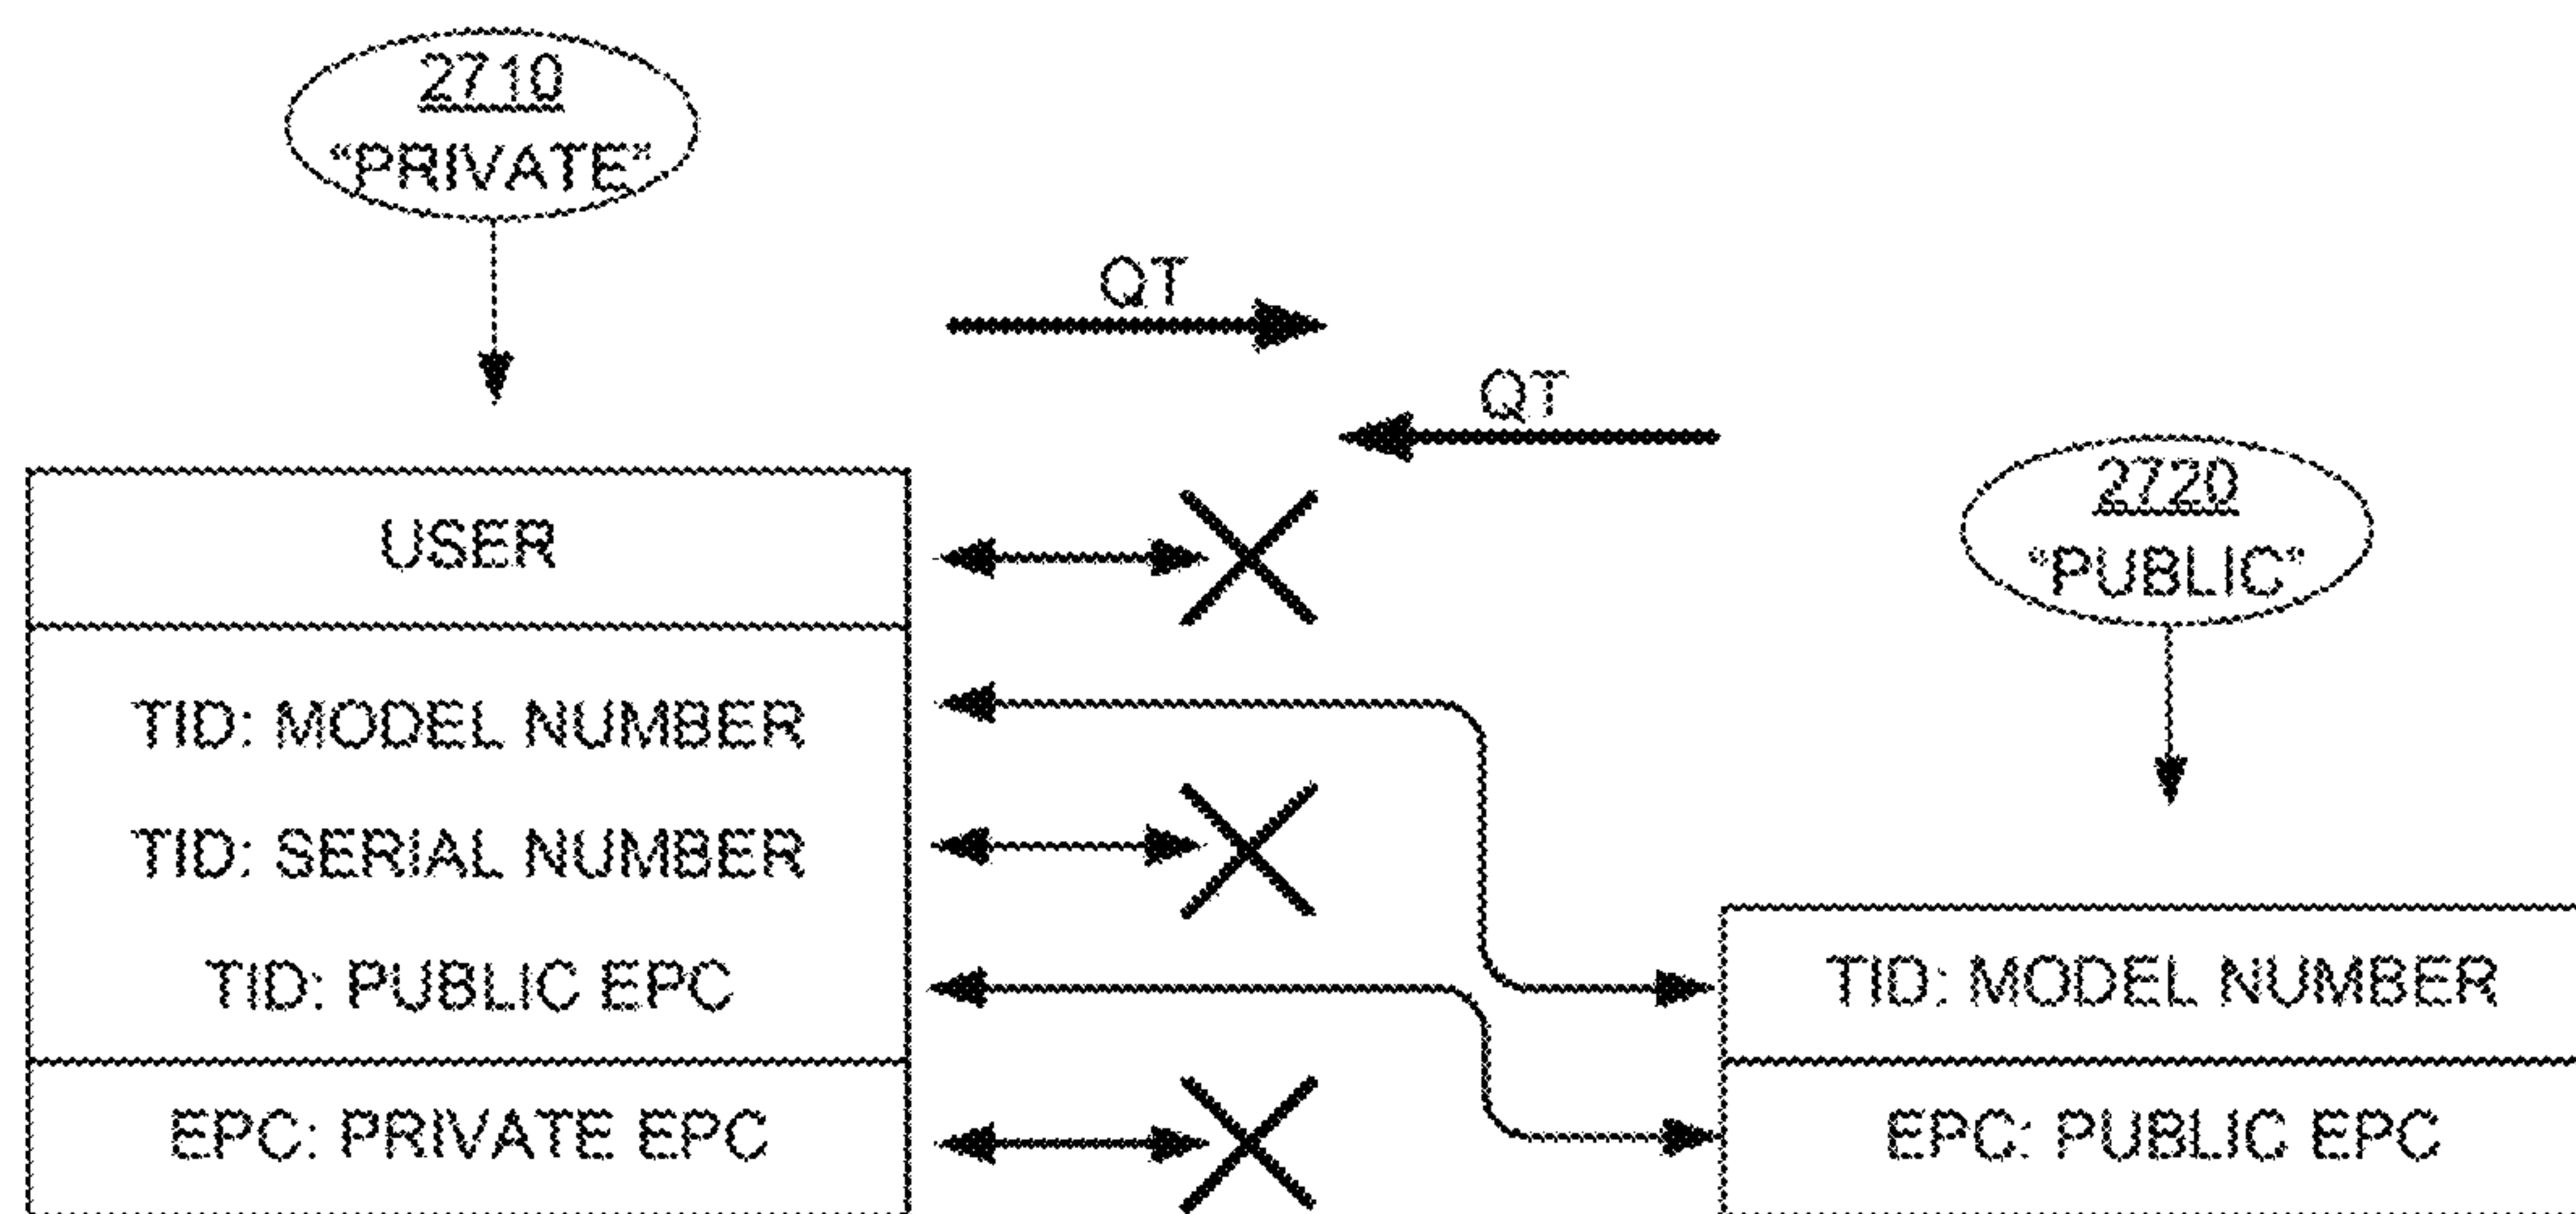 2710
“PRIVATE”
QT
QT
2720
“PUBLIC”
USER
TID: MODEL NUMBER
TID: SERIAL NUMBER
TID: PUBLIC EPC
EPC: PRIVATE EPC
TID: MODEL NUMBER
EPC: PUBLIC EPC